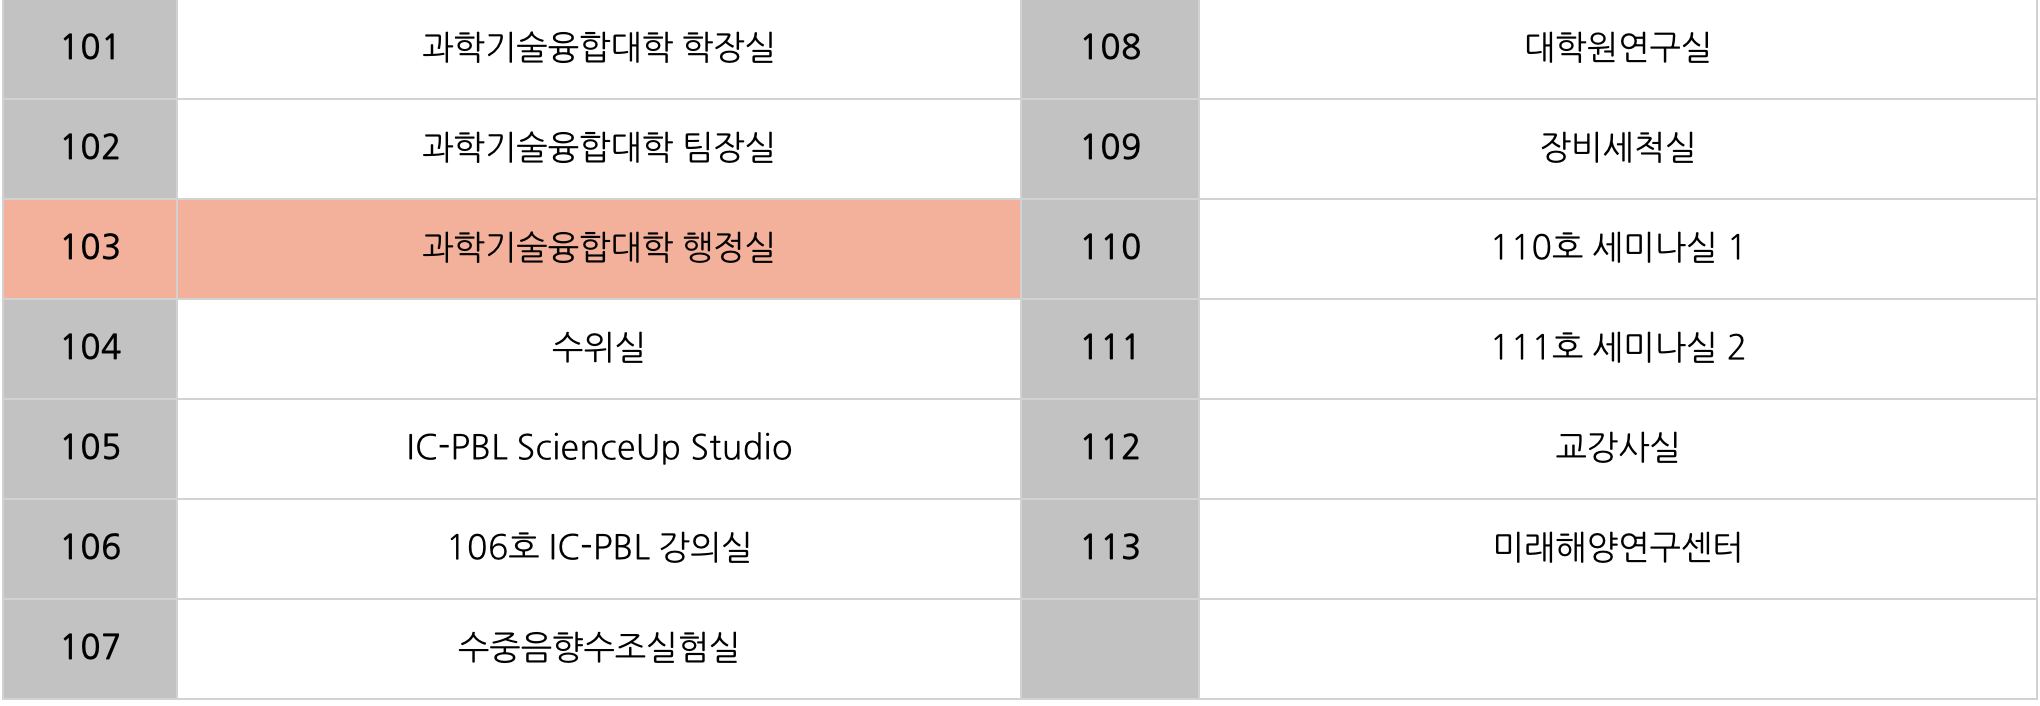 101 과학기술융합대학 학장실 108 대학원연구실
102 과학기술융합대학 팀장실 109 장비세척실
103 과학기술융합대학 행정실 110 110호 세미나실 1
104 수위실 111 111호 세미나실 2
105 IC-PBL ScienceUp Studio 112 교강사실
106 106호 IC-PBL 강의실 113 미래해양연구센터
107 수중음향수조실험실